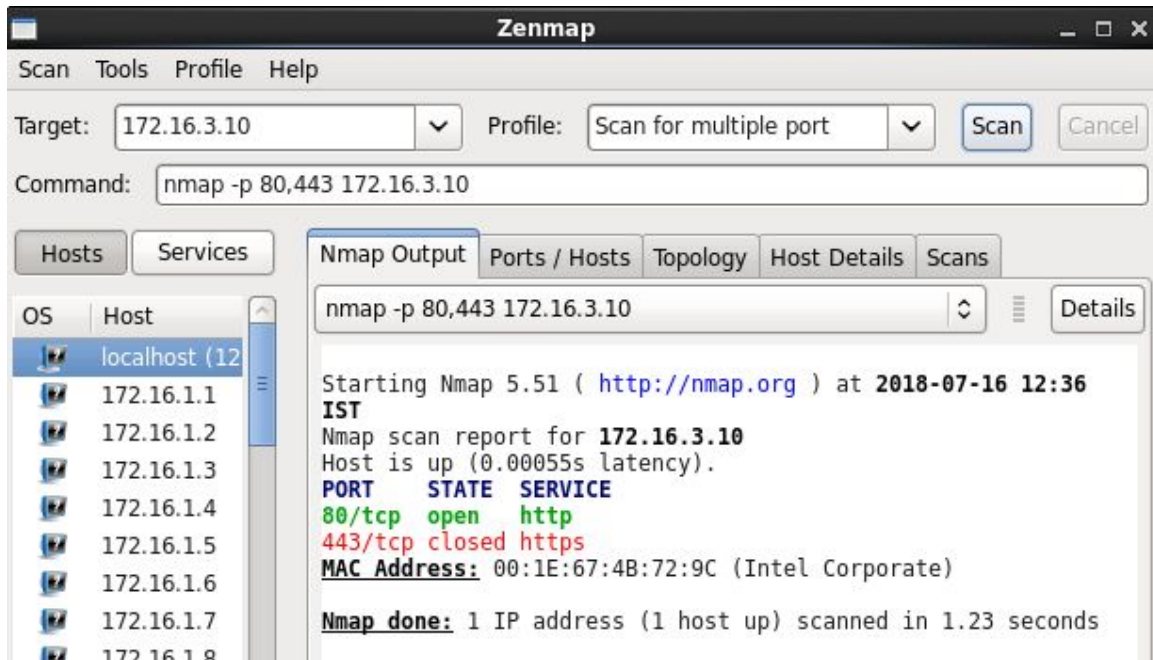 Zenmap
Scan Tools Profile Help
Target: 172.16.3.10 Profile: Scan for multiple port Scan Cancel
Command: nmap -p 80,443 172.16.3.10
Hosts Services
Nmap Output Ports / Hosts Topology Host Details Scans
OS Host
localhost (12
172.16.1.1
172.16.1.2
172.16.1.3
172.16.1.4
172.16.1.5
172.16.1.6
172.16.1.7
172.16.1.8
nmap -p 80,443 172.16.3.10 Details
Starting Nmap 5.51 ( http://nmap.org ) at 2018-07-16 12:36
IST
Nmap scan report for 172.16.3.10
Host is up (0.00055s latency).
PORT STATE SERVICE
80/tcp open http
443/tcp closed https
MAC Address: 00:1E:67:4B:72:9C (Intel Corporate)
Nmap done: 1 IP address (1 host up) scanned in 1.23 seconds